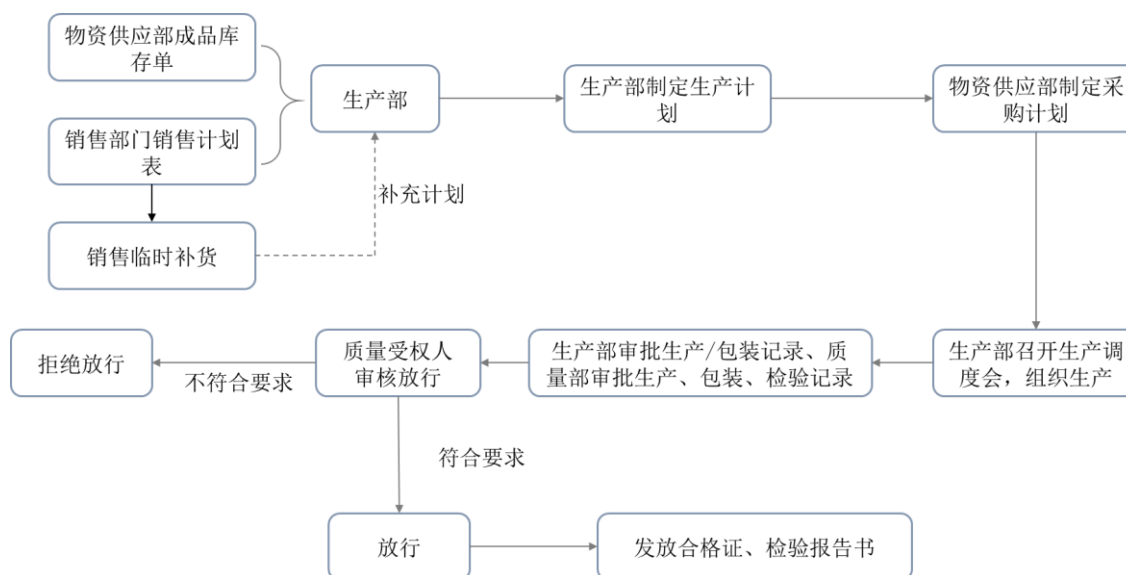 物资供应部成品库
存单
生产部
生产部制定生产计
划
物资供应部制定采
购计划
销售部门销售计划
表
补充计划
销售临时补货
拒绝放行
不符合要求
质量受权人
审核放行
生产部审批生产/包装记录、质
量部审批生产、包装、检验记录
生产部召开生产调
度会，组织生产
符合要求
放行
发放合格证、检验报告书